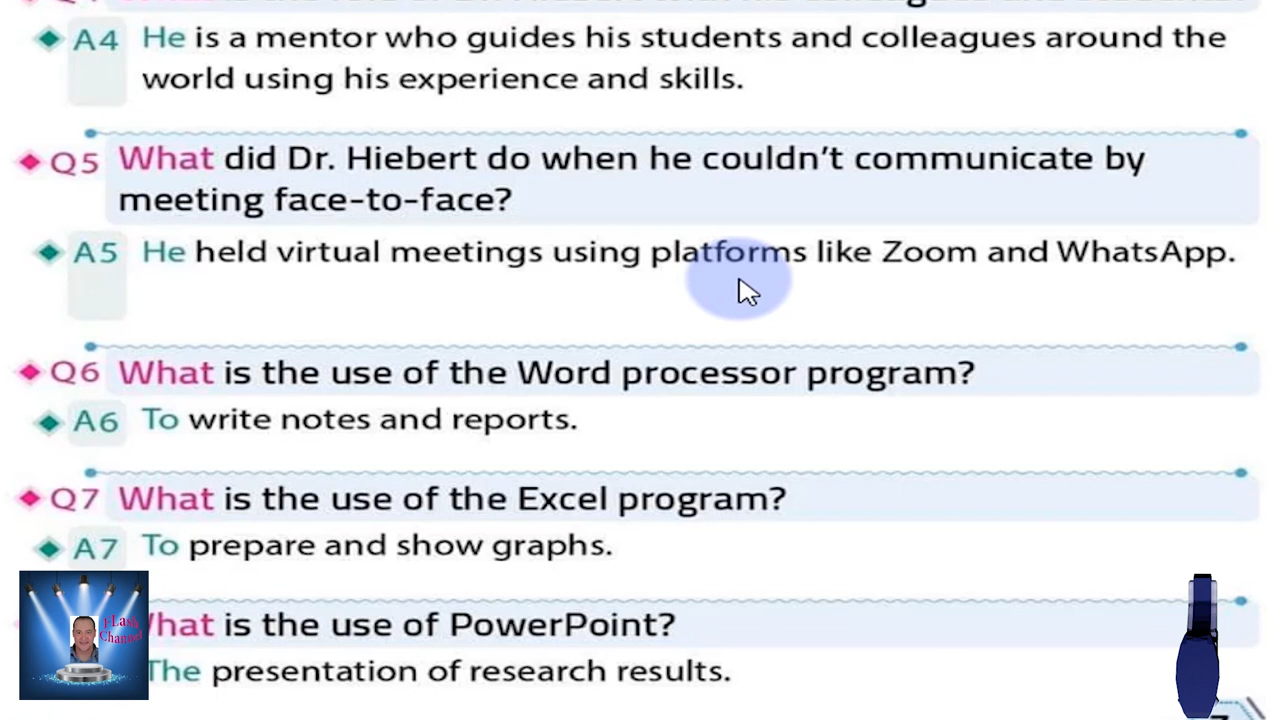 A4 He is a mentor who guides his students and colleagues around the
world using his experience and skills.
Q5 What did Dr. Hiebert do when he couldn't communicate by
meeting face-to-face?
A5 He held virtual meetings using platforms like Zoom and WhatsApp.
Q6 What is the use of the Word processor program?
A6 To write notes and reports.
Q7 What is the use of the Excel program?
A7 To prepare and show graphs.
What is the use of PowerPoint?
The presentation of research results.
fLash
Channel